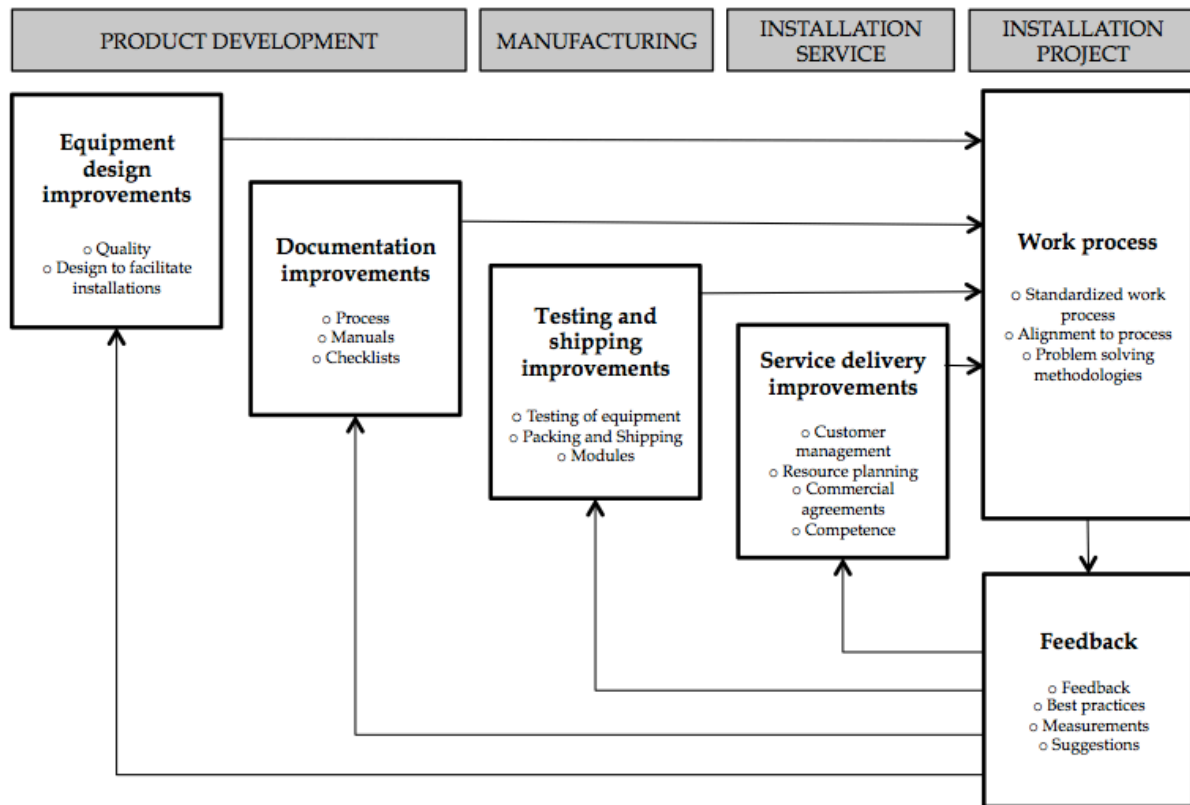 PRODUCT DEVELOPMENT
MANUFACTURING
INSTALLATION
SERVICE
INSTALLATION
PROJECT
Equipment
design
improvements
o Quality
o Design to facilitate
installations
Documentation
improvements
o Process
o Manuals
o Checklists
Testing and
shipping
improvements
o Testing of equipment
o Packing and Shipping
o Modules
Service delivery
improvements
o Customer
management
o Resource planning
o Commercial
agreements
o Competence
Work process
o Standardized work
process
o Alignment to process
o Problem solving
methodologies
Feedback
o Feedback
o Best practices
o Measurements
o Suggestions